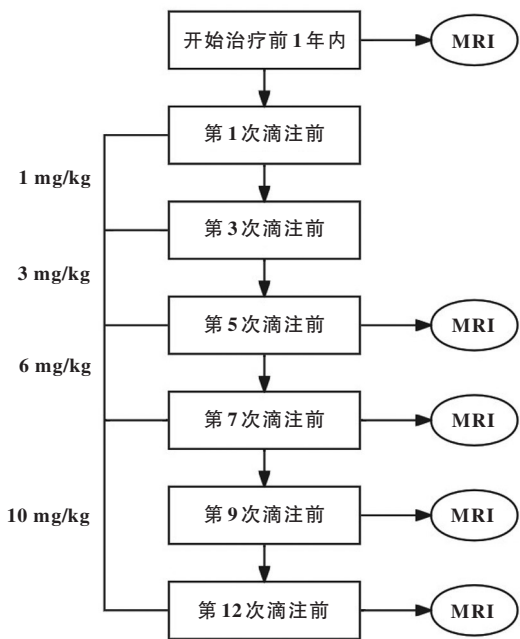 开始治疗前1年内
MRI
第1次滴注前
1 mg/kg
第3次滴注前
3 mg/kg
第5次滴注前
MRI
6 mg/kg
第7次滴注前
MRI
第9次滴注前
MRI
10 mg/kg
第12次滴注前
MRI